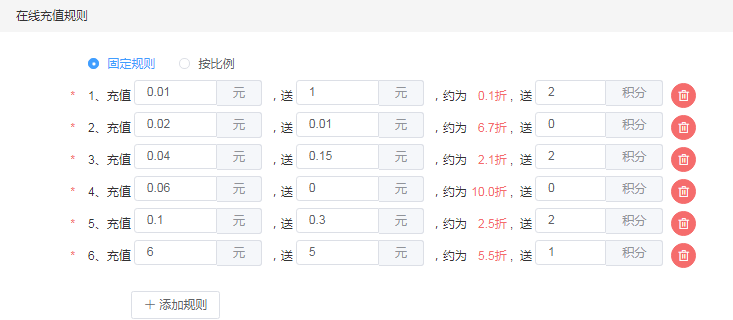 在线充值规则
固定规则 按比例
* 1、充值 0.01 元 ，送 1 元 ，约为 0.1折 ，送 2 积分
* 2、充值 0.02 元 ，送 0.01 元 ，约为 6.7折 ，送 0 积分
* 3、充值 0.04 元 ，送 0.15 元 ，约为 2.1折 ，送 2 积分
* 4、充值 0.06 元 ，送 0 元 ，约为 10.0折 ，送 0 积分
* 5、充值 0.1 元 ，送 0.3 元 ，约为 2.5折 ，送 2 积分
* 6、充值 6 元 ，送 5 元 ，约为 5.5折 ，送 1 积分
+ 添加规则